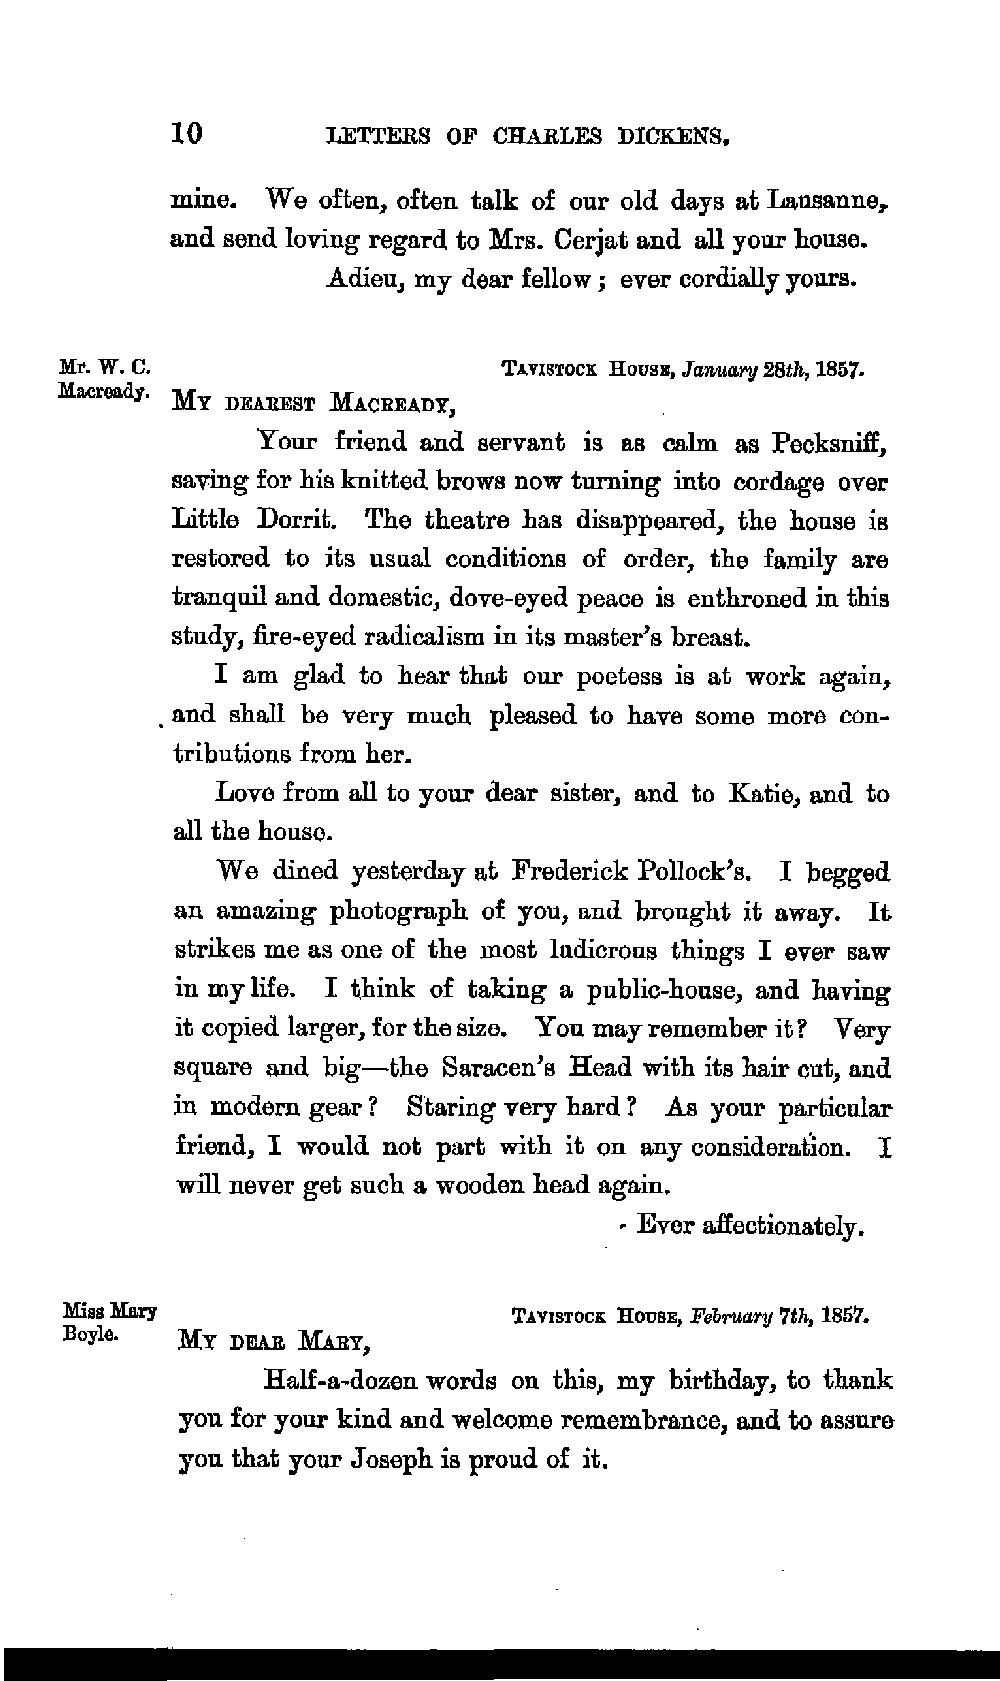 10 LETTERS OF CHARLES DICKENS.
mine. We often, often talk of our old days at Lausanne,
and send loving regard to Mrs. Cerjat and all your house.
Adieu, my dear fellow; ever cordially yours.
Mr. W. C.
Macready.
TAVISTOCK HOUSE, January 28th, 1857.
MY DEAREST MACREADY,
Your friend and servant is as calm as Pecksniff,
saving for his knitted brows now turning into cordage over
Little Dorrit. The theatre has disappeared, the house is
restored to its usual conditions of order, the family are
tranquil and domestic, dove-eyed peace is enthroned in this
study, fire-eyed radicalism in its master's breast.
I am glad to hear that our poetess is at work again,
and shall be very much pleased to have some more con-
tributions from her.
Love from all to your dear sister, and to Katie, and to
all the house.
We dined yesterday at Frederick Pollock's. I begged
an amazing photograph of you, and brought it away. It
strikes me as one of the most ludicrous things I ever saw
in my life. I think of taking a public-house, and having
it copied larger, for the size. You may remember it? Very
square and big—the Saracen's Head with its hair cut, and
in modern gear? Staring very hard? As your particular
friend, I would not part with it on any consideration. I
will never get such a wooden head again.
Ever affectionately.
Miss Mary
Boyle.
TAVISTOCK HOUSE, February 7th, 1857.
MY DEAR MARY,
Half-a-dozen words on this, my birthday, to thank
you for your kind and welcome remembrance, and to assure
you that your Joseph is proud of it.